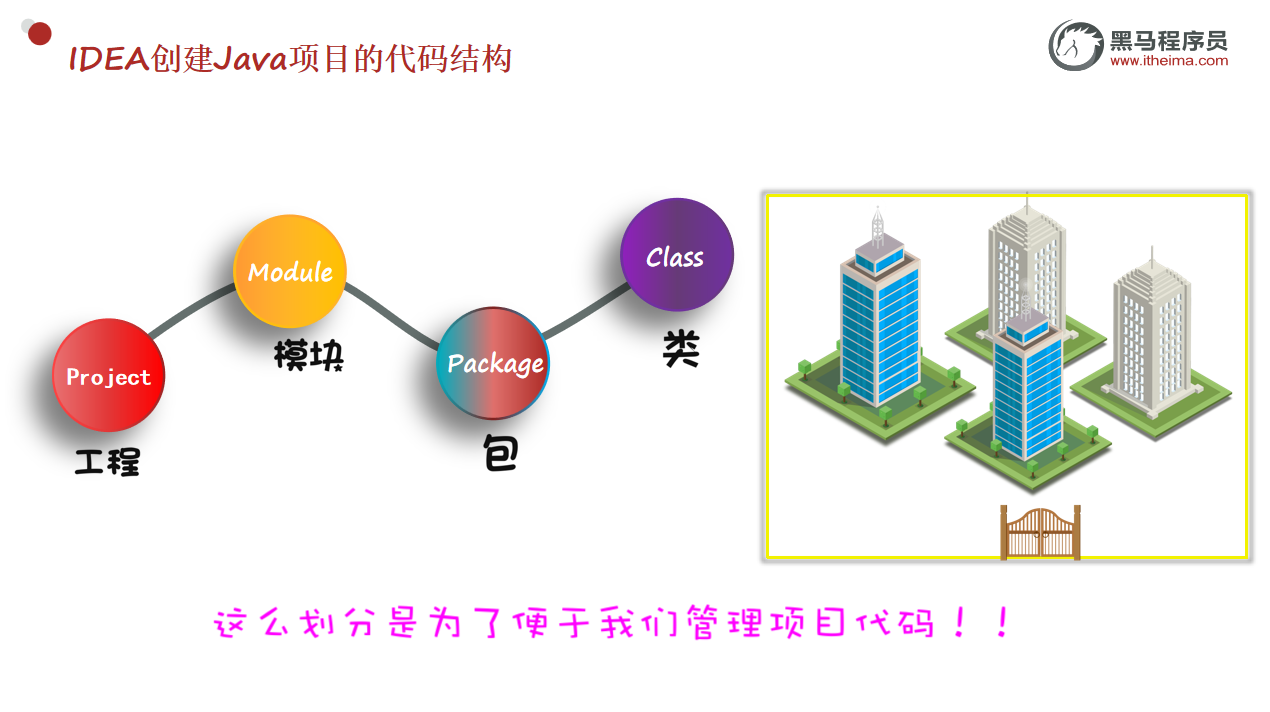 IDEA创建Java项目的代码结构
黑马程序员
www.itheima.com
Project
工程
Module
模块
Package
包
Class
类
这么划分是为了便于我们管理项目代码！！